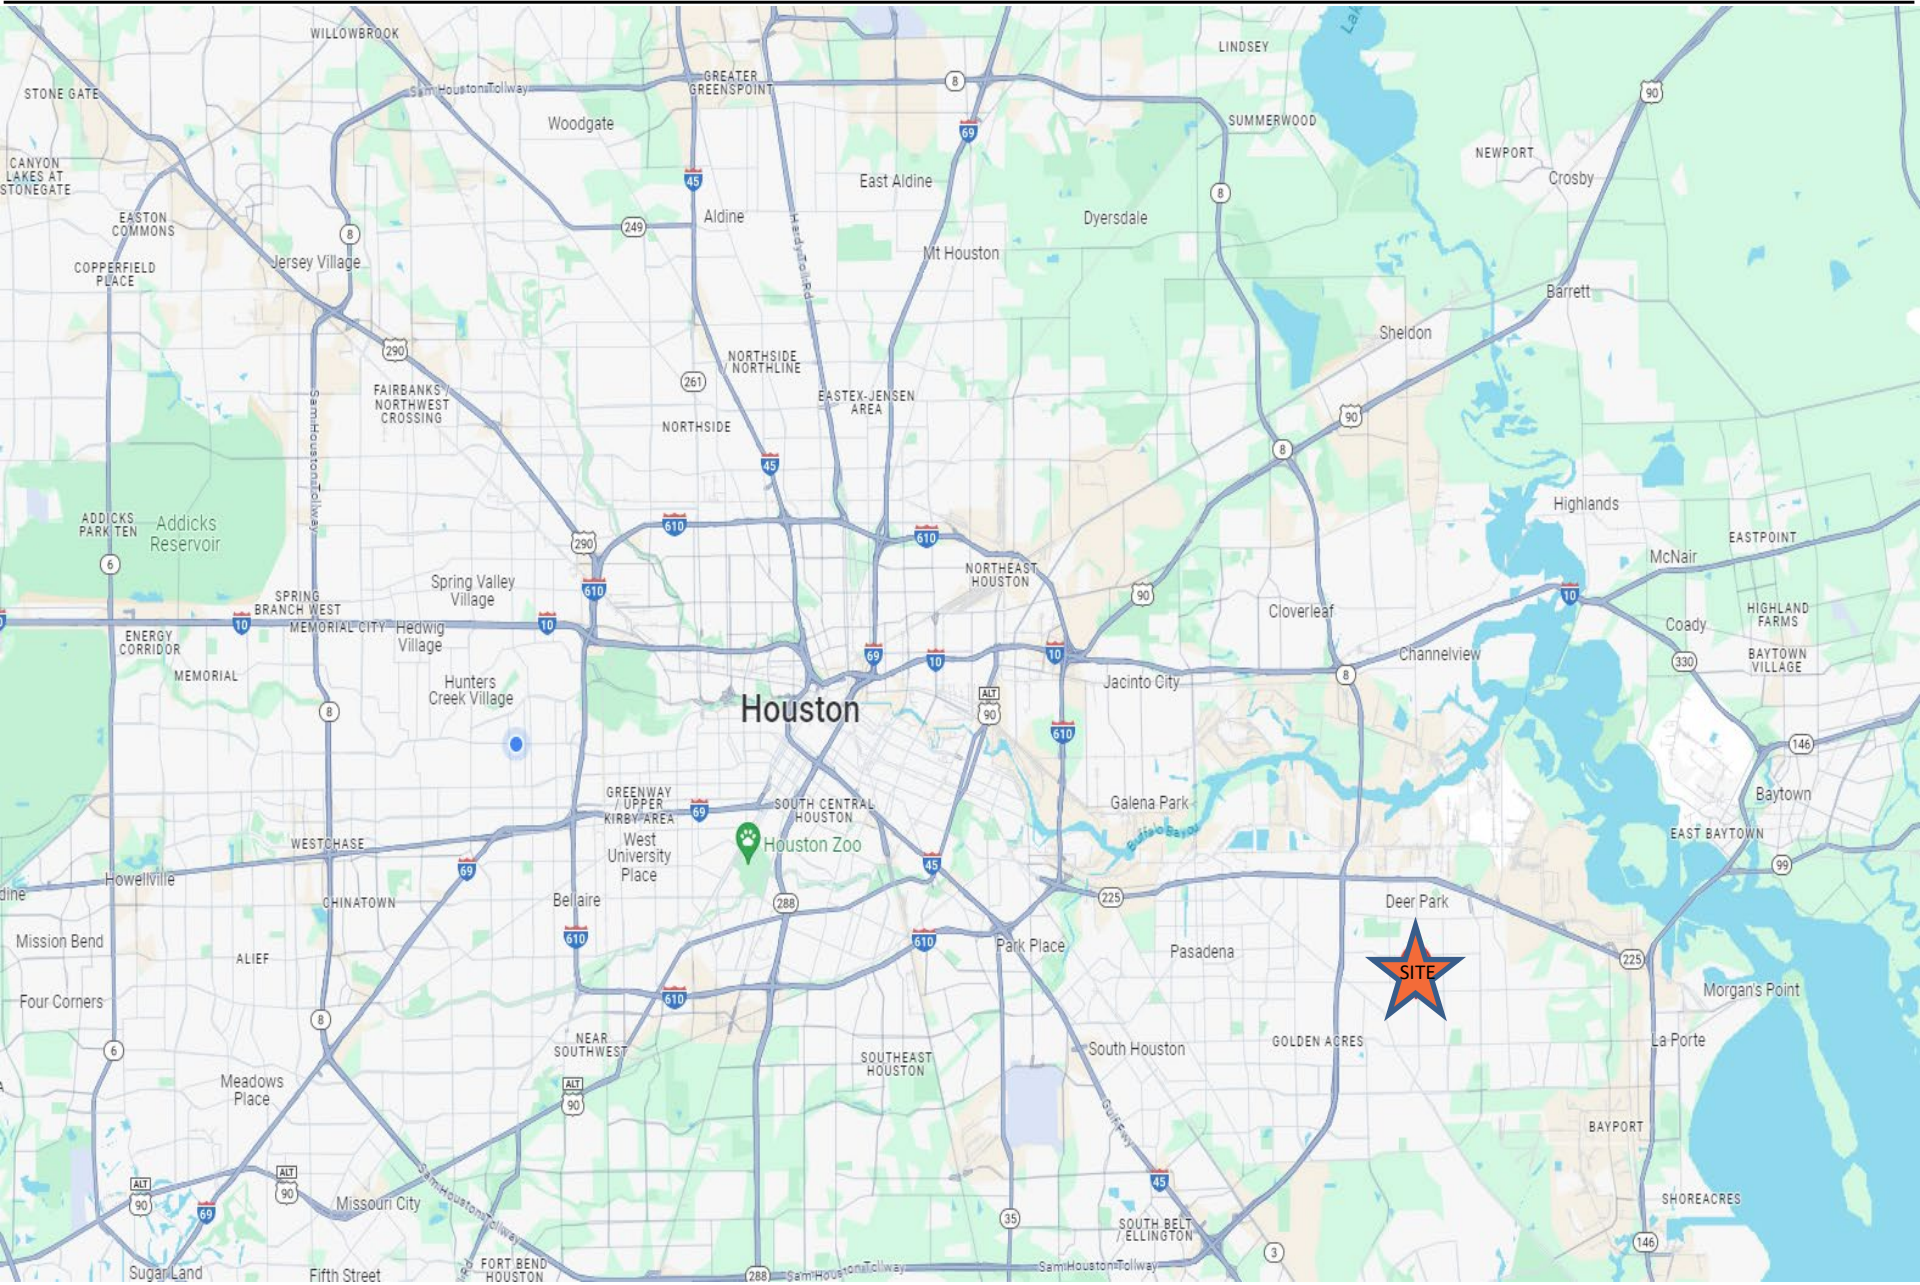 WILLOWBROOK
LINDSEY
Lak
STONE GATE
Sam Houston Tollway
GREATER
GREENSPOINT
8
90
Woodgate
69
SUMMERWOOD
NEWPORT
CANYON
LAKES AT
STONEGATE
45
East Aldine
Crosby
8
EASTON
COMMONS
249
Aldine
Hardy Toll Rd
Dyersdale
8
Jersey Village
Mt Houston
COPPERFIELD
PLACE
Barrett
Sheldon
290
NORTHSIDE
/ NORTHLINE
261
FAIRBANKS /
NORTHWEST
CROSSING
EASTEX-JENSEN
AREA
Sam Houston Tollway
NORTHSIDE
90
45
8
Highlands
ADDICKS
PARK TEN
Addicks
Reservoir
610
610
290
EASTPOINT
McNair
6
NORTHEAST
HOUSTON
Spring Valley
Village
610
90
10
SPRING
BRANCH WEST
Cloverleaf
HIGHLAND
FARMS
10
MEMORIAL CITY
Hedwig
Village
10
Coady
ENERGY
CORRIDOR
69
10
10
Channelview
330
BAYTOWN
VILLAGE
MEMORIAL
Hunters
Creek Village
Jacinto City
8
8
Houston
ALT
90
610
146
GREENWAY
/ UPPER
KIRBY AREA
69
SOUTH CENTRAL
HOUSTON
Galena Park
Baytown
WESTCHASE
West
University
Place
Houston Zoo
Buffalo Bayou
EAST BAYTOWN
69
45
99
Howellville
dine
CHINATOWN
Bellaire
288
225
Deer Park
Mission Bend
ALIEF
610
610
Park Place
Pasadena
225
SITE
Four Corners
610
Morgan's Point
8
NEAR
SOUTHWEST
GOLDEN ACRES
La Porte
6
SOUTHEAST
HOUSTON
South Houston
Meadows
Place
ALT
90
Gulf Fwy
BAYPORT
ALT
90
ALT
90
Sam Houston Tollway
45
Missouri City
69
SHOREACRES
35
SOUTH BELT
/ ELLINGTON
3
146
Sugar Land
Fifth Street
FORT BEND
HOUSTON
288
Sam Houston Tollway
Sam Houston Tollway